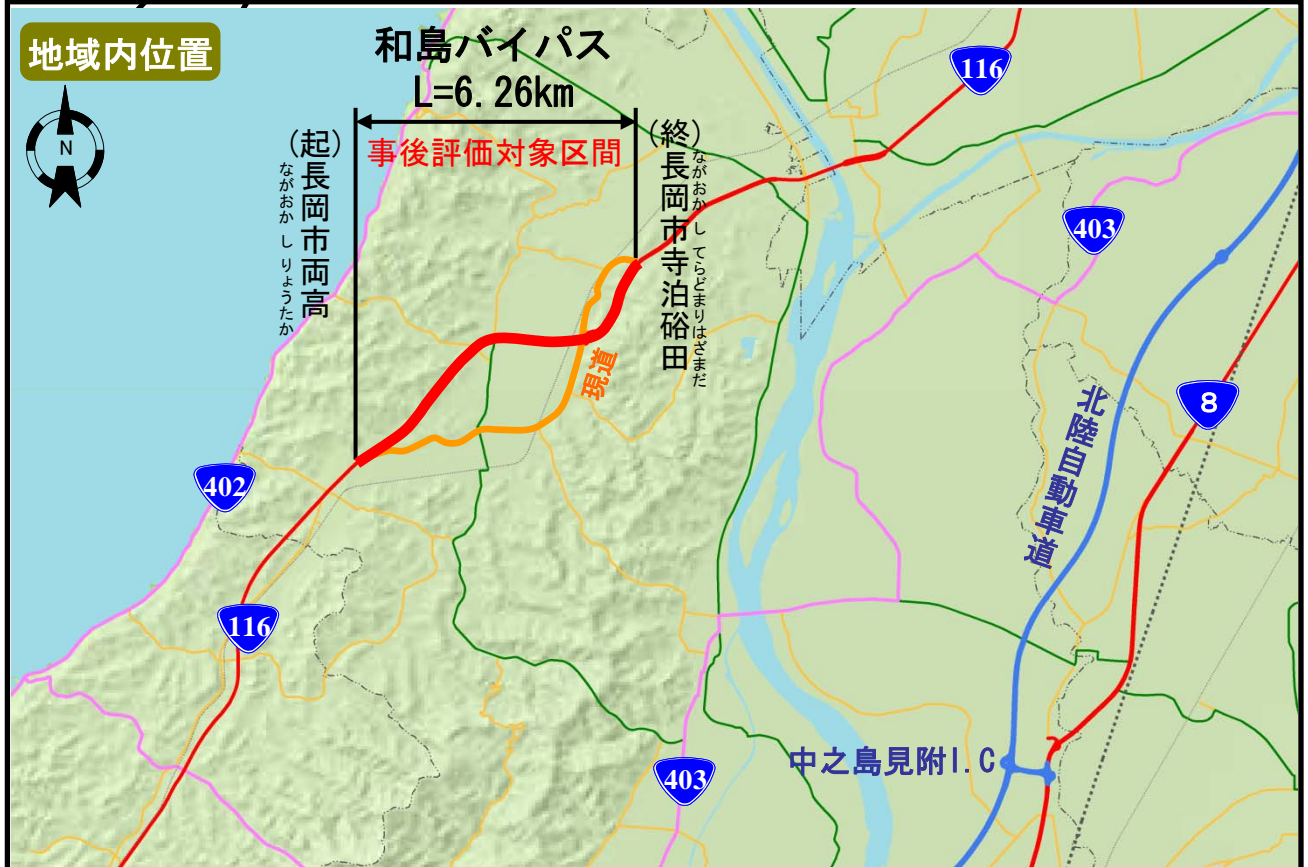 地域内位置
N
和島バイパス
L=6.26km
事後評価対象区間
(起)長岡市両高
ながおか し りょうたか
(終)長岡市寺泊硲田
ながおか し てらどまりはざまだ
現道
116
403
8
北陸自動車道
402
116
403
中之島見附I.C